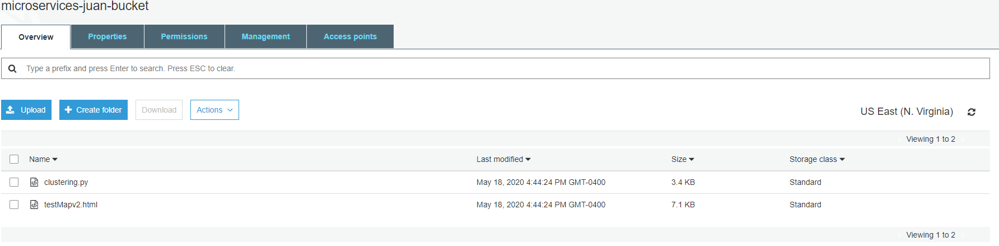 microservices-juan-bucket
Overview Properties Permissions Management Access points
Type a prefix and press Enter to search. Press ESC to clear.
Upload Create folder Download Actions US East (N. Virginia)
Viewing 1 to 2
Name Last modified Size Storage class
clustering.py May 18, 2020 4:44:24 PM GMT-0400 3.4 KB Standard
testMapv2.html May 18, 2020 4:44:24 PM GMT-0400 7.1 KB Standard
Viewing 1 to 2